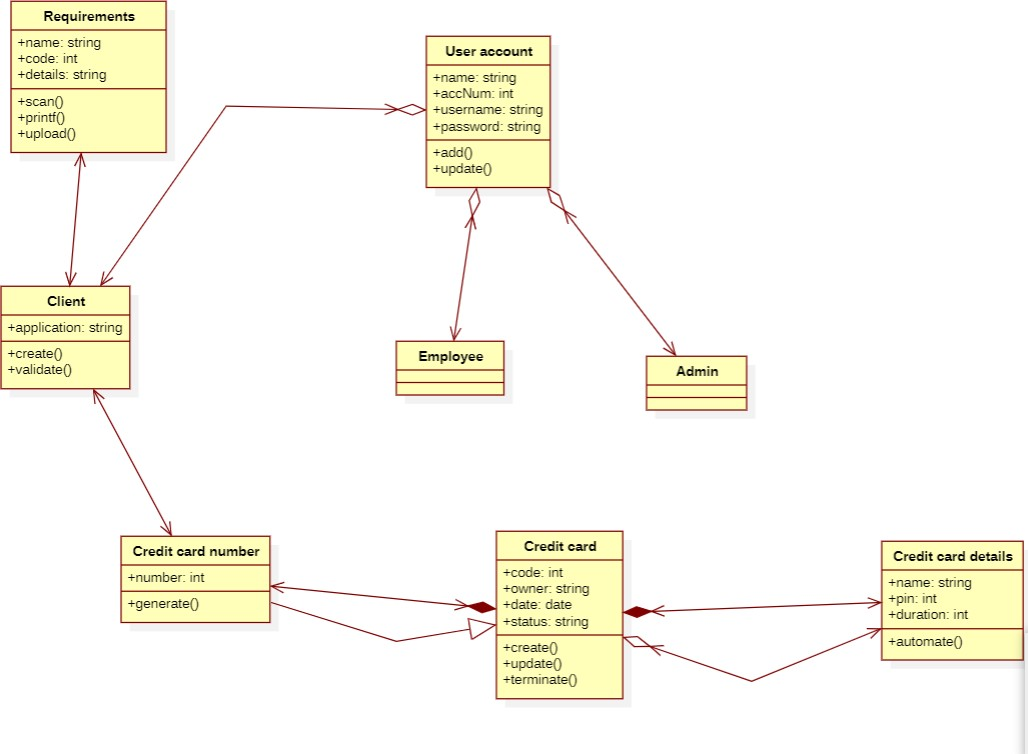 Requirements
+name: string
+code: int
+details: string
+scan()
+printf()
+upload()
User account
+name: string
+accNum: int
+username: string
+password: string
+add()
+update()
Client
+application: string
+create()
+validate()
Employee
Admin
Credit card number
+number: int
+generate()
Credit card
+code: int
+owner: string
+date: date
+status: string
+create()
+update()
+terminate()
Credit card details
+name: string
+pin: int
+duration: int
+automate()